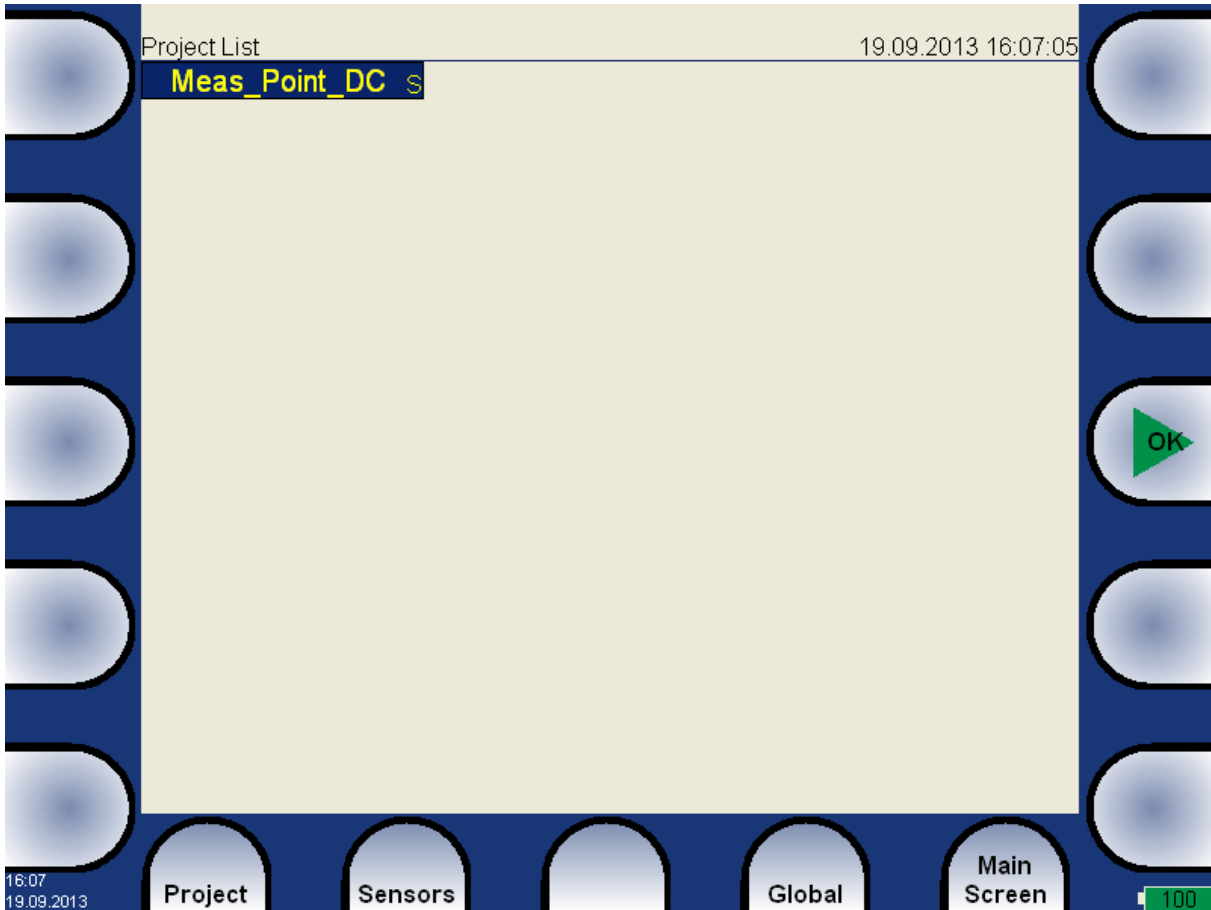 Project List 19.09.2013 16:07:05
Meas_Point_DC S
OK
Project Sensors Global Main Screen
16:07
19.09.2013
100